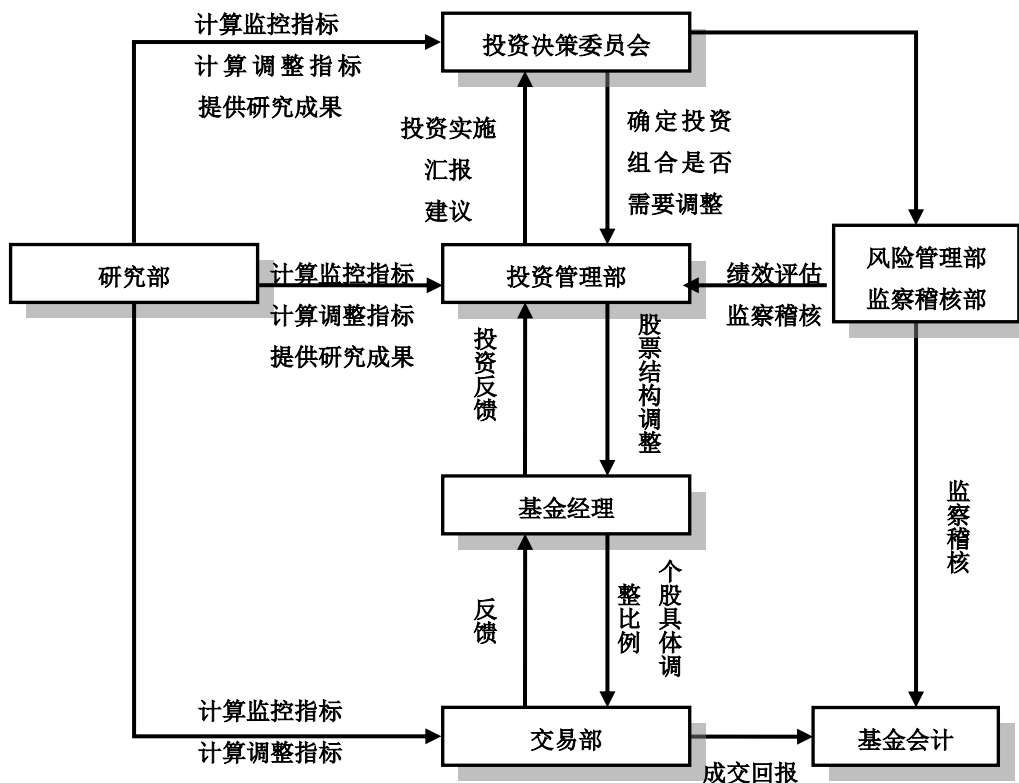 计算监控指标
计算调整指标
提供研究成果
投资决策委员会
投资实施
汇报
建议
确定投资
组合是否
需要调整
研究部
计算监控指标
计算调整指标
提供研究成果
投资管理部
绩效评估
监察稽核
风险管理部
监察稽核部
投资反馈
股票结构调整
基金经理
监察稽核
反馈
个股具体调
整比例
计算监控指标
计算调整指标
交易部
成交回报
基金会计